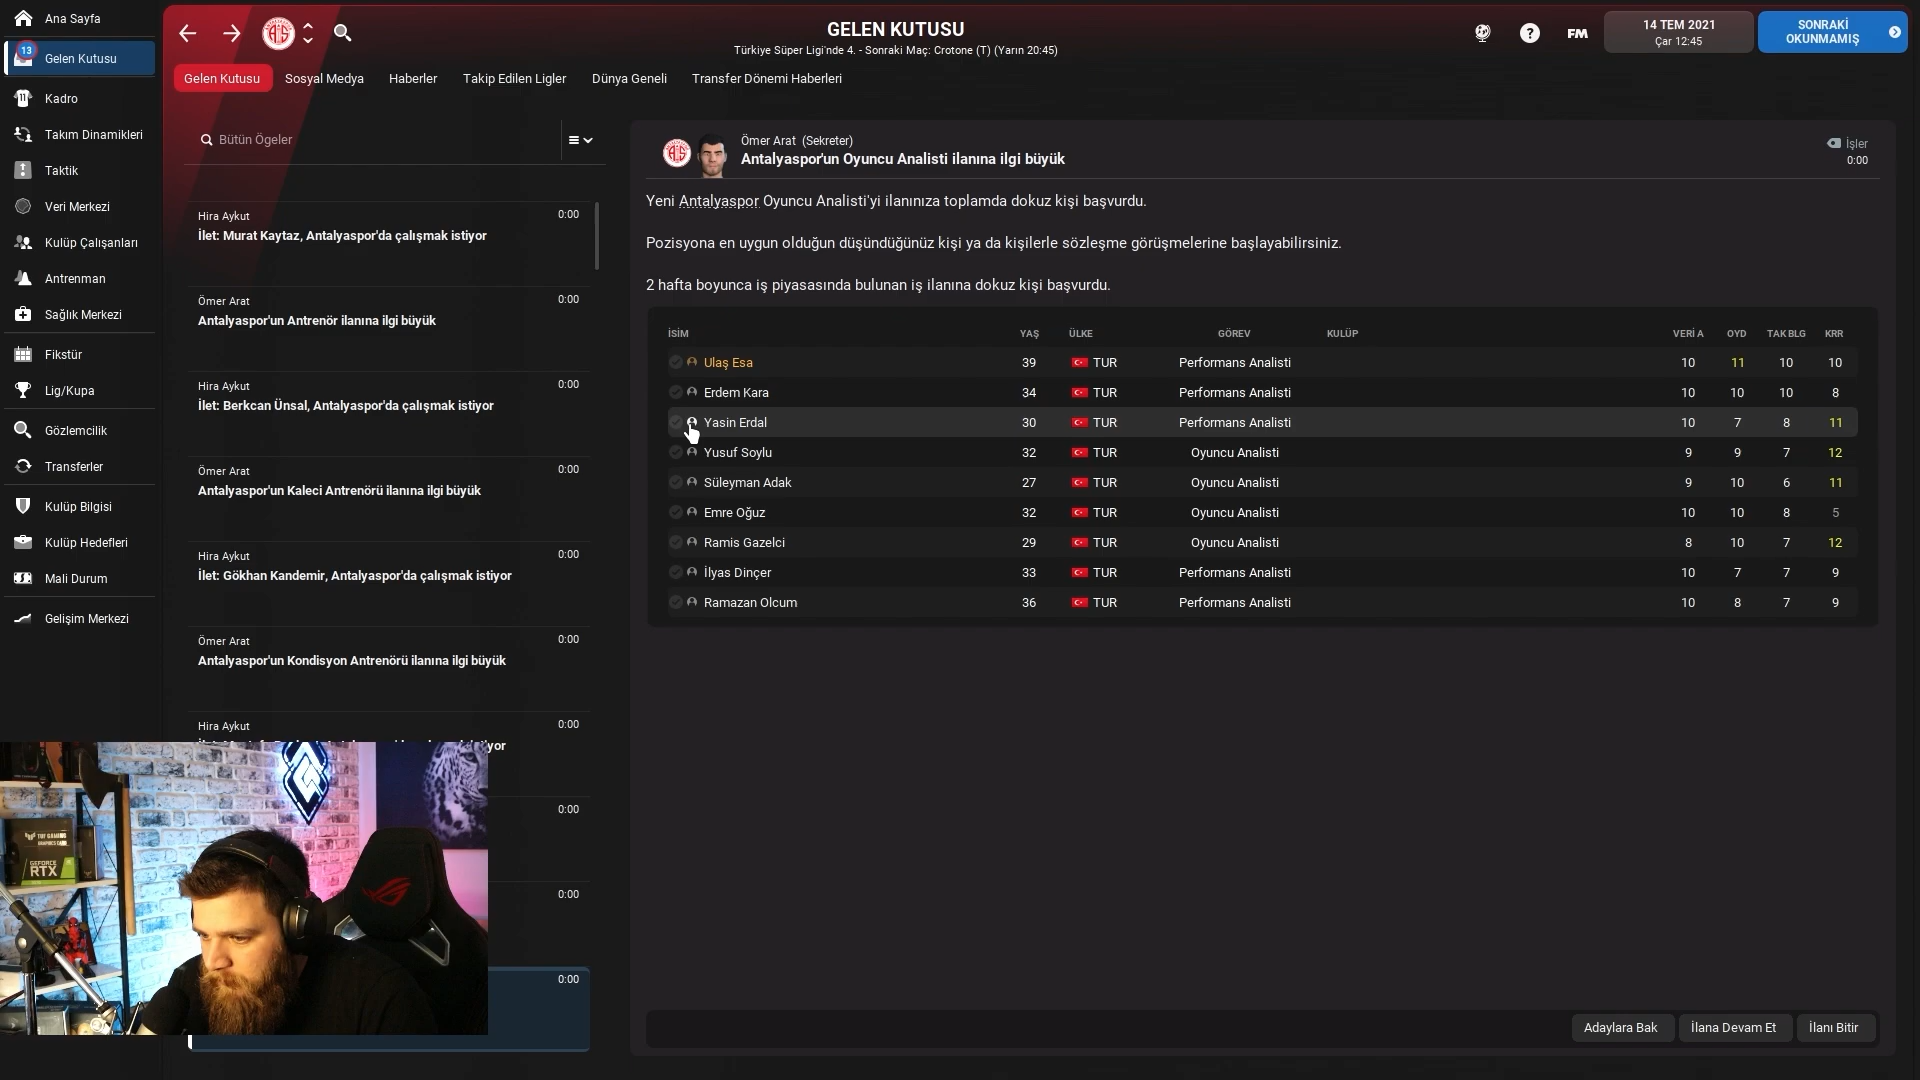 Ana Sayfa
13
Gelen Kutusu
Kadro
Takım Dinamikleri
Taktik
Veri Merkezi
Kulüp Çalışanları
Antrenman
Sağlık Merkezi
Fikstür
Lig/Kupa
Gözlemcilik
Transferler
Kulüp Bilgisi
Kulüp Hedefleri
Mali Durum
Gelişim Merkezi
GELEN KUTUSU
Türkiye Süper Ligi'nde 4. - Sonraki Maç: Crotone (T) (Yarın 20:45)
FM
14 TEM 2021
Çar 12:45
SONRAKİ
OKUNMAMIŞ
Gelen Kutusu Sosyal Medya Haberler Takip Edilen Ligler Dünya Geneli Transfer Dönemi Haberleri
Bütün Ögeler
Hira Aykut 0:00
İlet: Murat Kaytaz, Antalyaspor'da çalışmak istiyor
Ömer Arat 0:00
Antalyaspor'un Antrenör ilanına ilgi büyük
Hira Aykut 0:00
İlet: Berkcan Ünsal, Antalyaspor'da çalışmak istiyor
Ömer Arat 0:00
Antalyaspor'un Kaleci Antrenörü ilanına ilgi büyük
Hira Aykut 0:00
İlet: Gökhan Kandemir, Antalyaspor'da çalışmak istiyor
Ömer Arat 0:00
Antalyaspor'un Kondisyon Antrenörü ilanına ilgi büyük
Hira Aykut 0:00
0:00
0:00
0:00
Ömer Arat (Sekreter)
Antalyaspor'un Oyuncu Analisti ilanına ilgi büyük
İşler
0:00
Yeni Antalyaspor Oyuncu Analisti'yi ilanınıza toplamda dokuz kişi başvurdu.
Pozisyona en uygun olduğun düşündüğünüz kişi ya da kişilerle sözleşme görüşmelerine başlayabilirsiniz.
2 hafta boyunca iş piyasasında bulunan iş ilanına dokuz kişi başvurdu.
İSİM YAŞ ÜLKE GÖREV KULÜP VERİ A OYD TAK BLG KRR
Ulaş Esa 39 TUR Performans Analisti 10 11 10 10
Erdem Kara 34 TUR Performans Analisti 10 10 10 8
Yasin Erdal 30 TUR Performans Analisti 10 7 8 11
Yusuf Soylu 32 TUR Oyuncu Analisti 9 9 7 12
Süleyman Adak 27 TUR Oyuncu Analisti 9 10 6 11
Emre Oğuz 32 TUR Oyuncu Analisti 10 10 8 5
Ramis Gazelci 29 TUR Oyuncu Analisti 8 10 7 12
İlyas Dinçer 33 TUR Performans Analisti 10 7 7 9
Ramazan Olcum 36 TUR Performans Analisti 10 8 7 9
Adaylara Bak İlana Devam Et İlanı Bitir
TUF GAMING
GRAPHICS CARD
GEFORCE
RTX